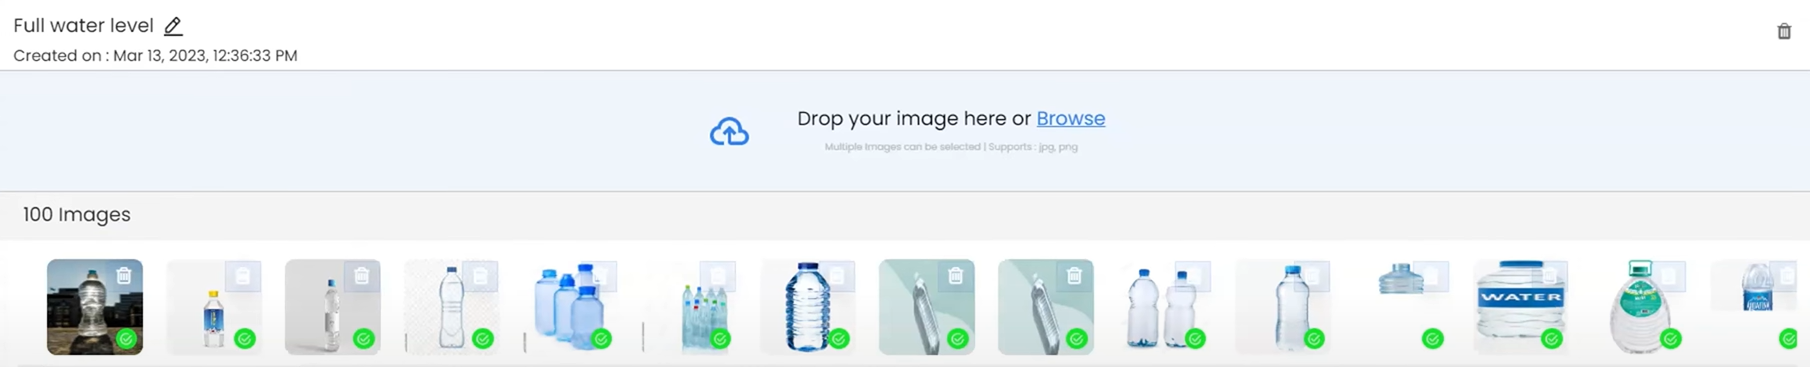 Full water level
Created on : Mar 13, 2023, 12:36:33 PM
Drop your image here or Browse
Multiple Images can be selected | Supports : jpg, png
100 Images
WATER